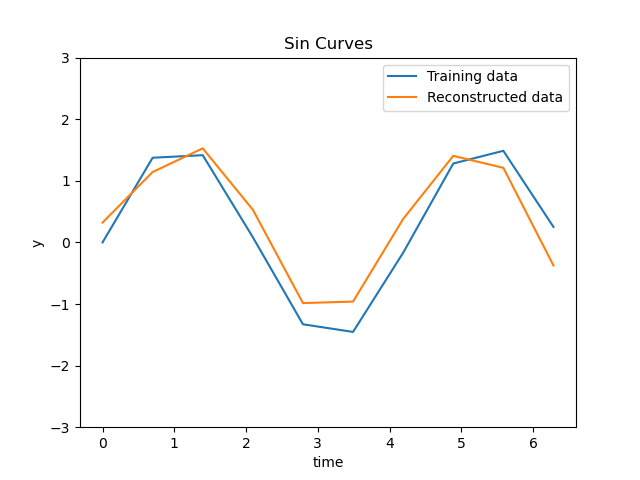 Sin Curves
Training data
Reconstructed data
3
2
1
0
−1
−2
−3
y
0 1 2 3 4 5 6
time